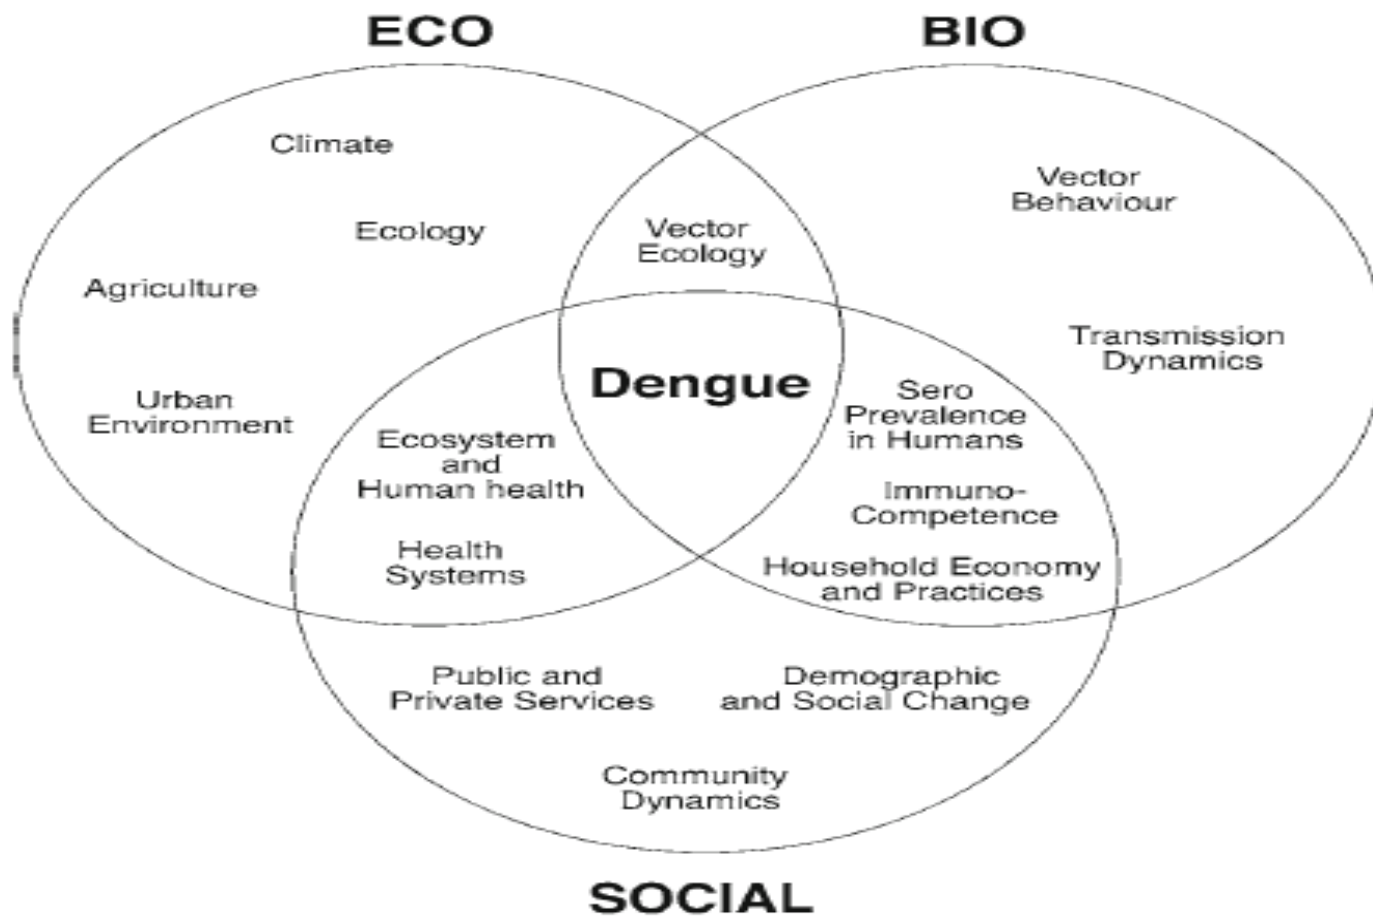 ECO
BIO
Climate
Ecology
Agriculture
Urban
Environment
Vector
Ecology
Vector
Behaviour
Transmission
Dynamics
Dengue
Ecosystem
and
Human health
Health
Systems
Sero
Prevalence
in Humans
Immuno-
Competence
Household Economy
and Practices
Public and
Private Services
Demographic
and Social Change
Community
Dynamics
SOCIAL